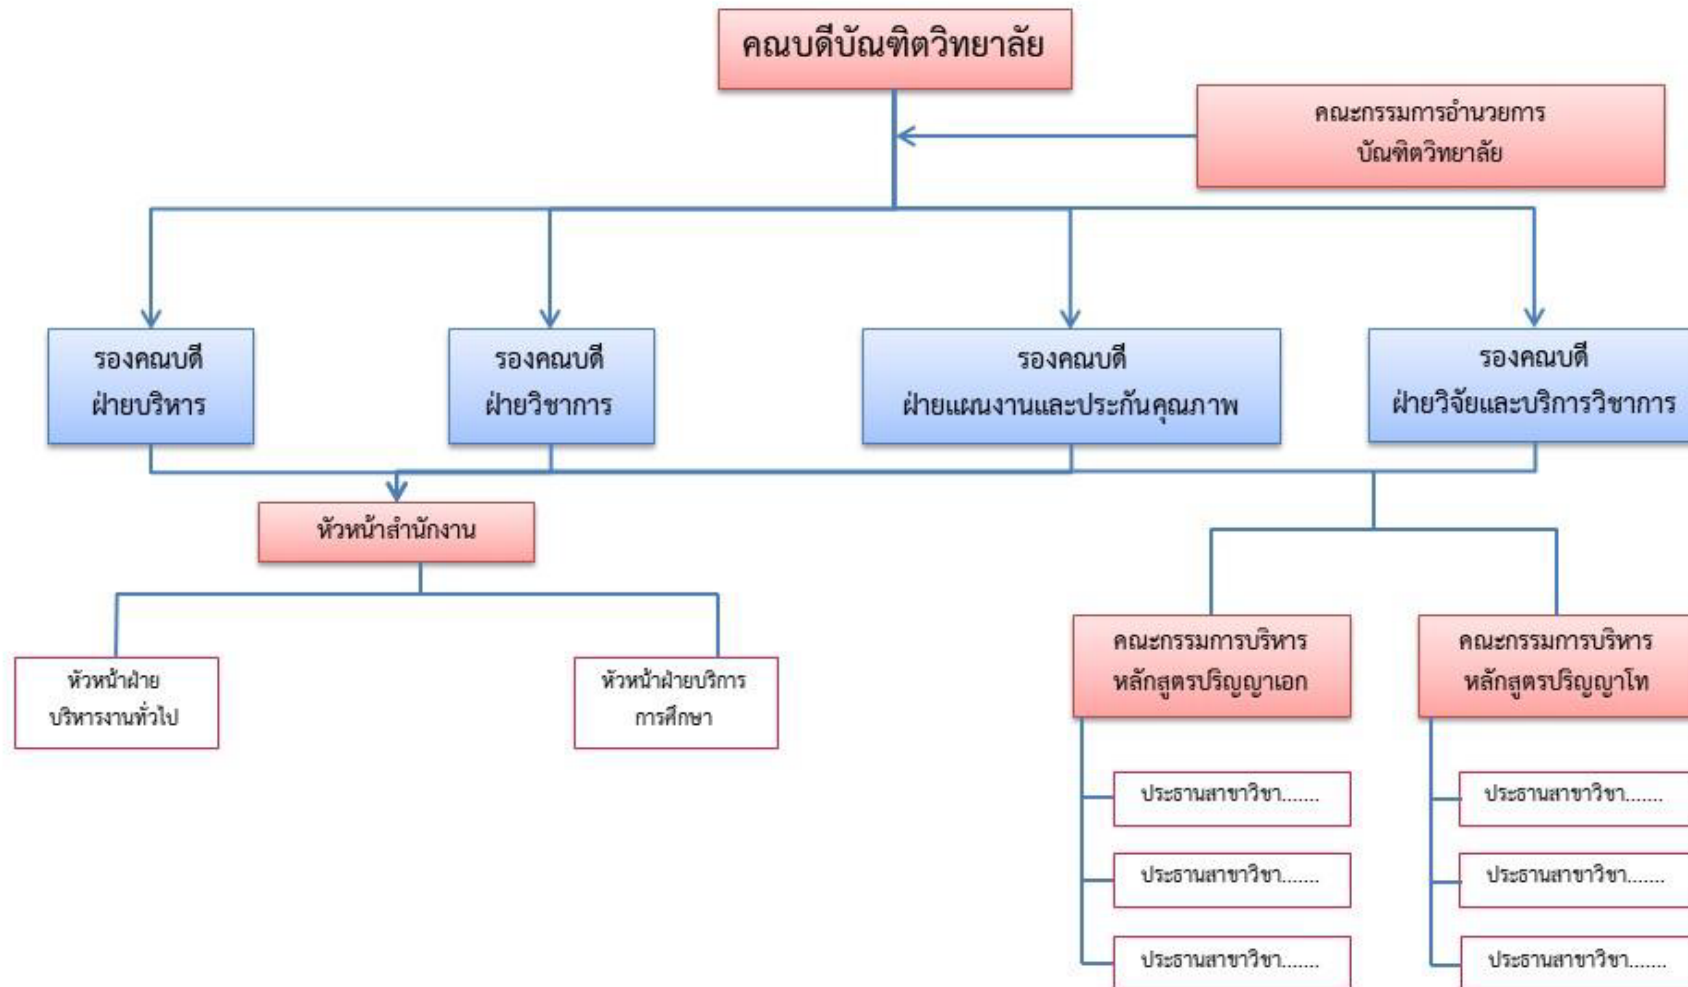 คณบดีบัณฑิตวิทยาลัย
คณะกรรมการอำนวยการ
บัณฑิตวิทยาลัย
รองคณบดี
ฝ่ายบริหาร
รองคณบดี
ฝ่ายวิชาการ
รองคณบดี
ฝ่ายแผนงานและประกันคุณภาพ
รองคณบดี
ฝ่ายวิจัยและบริการวิชาการ
หัวหน้าสำนักงาน
หัวหน้าฝ่าย
บริหารงานทั่วไป
หัวหน้าฝ่ายบริการ
การศึกษา
คณะกรรมการบริหาร
หลักสูตรปริญญาเอก
คณะกรรมการบริหาร
หลักสูตรปริญญาโท
ประธานสาขาวิชา.......
ประธานสาขาวิชา.......
ประธานสาขาวิชา.......
ประธานสาขาวิชา.......
ประธานสาขาวิชา.......
ประธานสาขาวิชา.......